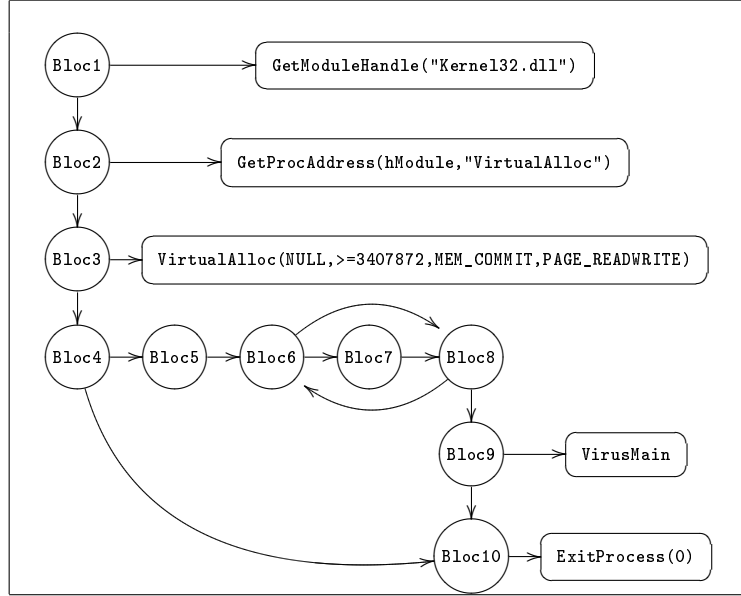 Bloc1
GetModuleHandle("Kernel32.dll")
Bloc2
GetProcAddress(hModule,"VirtualAlloc")
Bloc3
VirtualAlloc(NULL,>=3407872,MEM_COMMIT,PAGE_READWRITE)
Bloc4
Bloc5
Bloc6
Bloc7
Bloc8
Bloc9
VirusMain
Bloc10
ExitProcess(0)